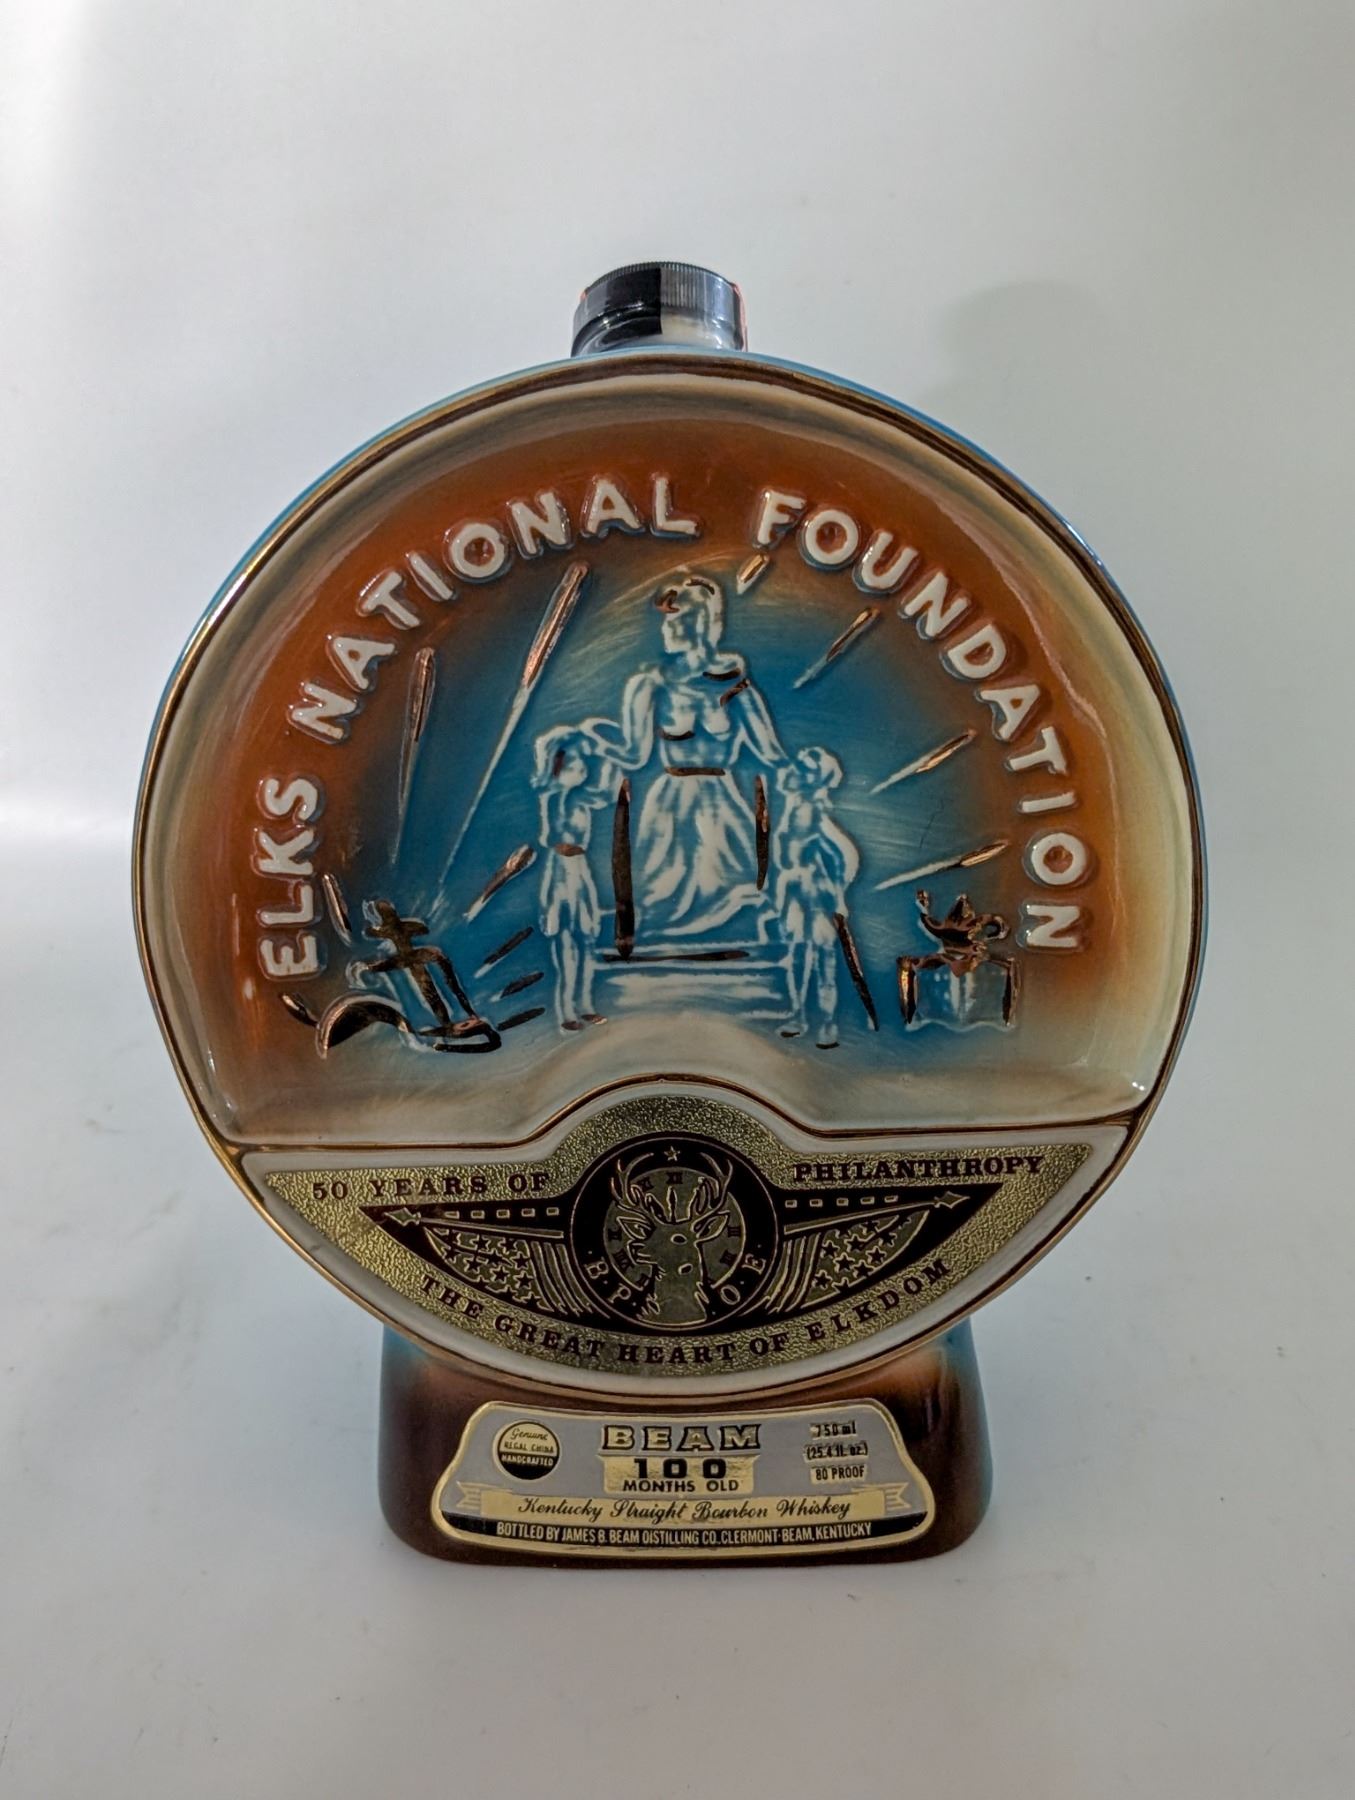 ELKS NATIONAL FOUNDATION
50 YEARS OF PHILANTHROPY
B.P.O.E
THE GREAT HEART OF ELKDOM
Genuine
REGAL CHINA
HANDCRAFTED
BEAM
100
MONTHS OLD
750 ml
(25.4 fl. oz.)
80 PROOF
Kentucky Straight Bourbon Whiskey
BOTTLED BY JAMES B. BEAM DISTILLING CO. CLERMONT-BEAM, KENTUCKY